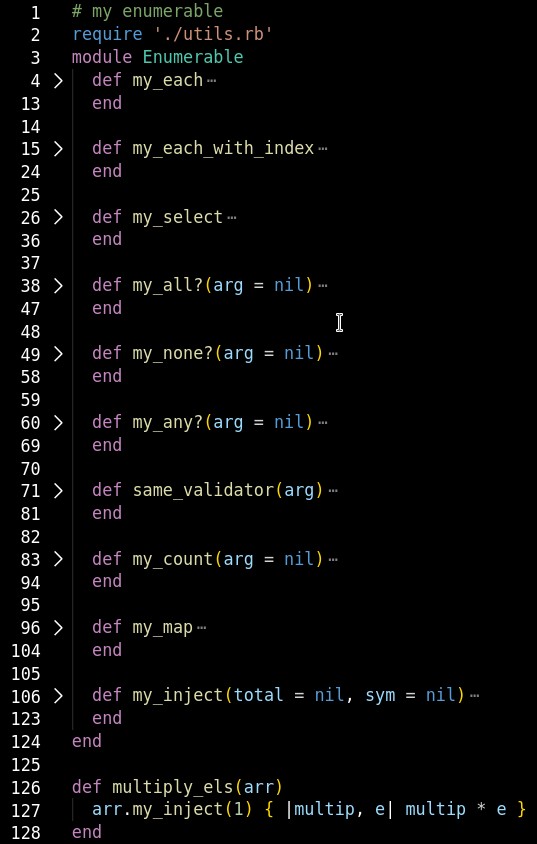 1 # my enumerable
2 require './utils.rb'
3 module Enumerable
4 > def my_each ⋯
13 end
14
15 > def my_each_with_index ⋯
24 end
25
26 > def my_select ⋯
36 end
37
38 > def my_all?(arg = nil) ⋯
47 end
48
49 > def my_none?(arg = nil) ⋯
58 end
59
60 > def my_any?(arg = nil) ⋯
69 end
70
71 > def same_validator(arg) ⋯
81 end
82
83 > def my_count(arg = nil) ⋯
94 end
95
96 > def my_map ⋯
104 end
105
106 > def my_inject(total = nil, sym = nil) ⋯
123 end
124 end
125
126 def multiply_els(arr)
127 arr.my_inject(1) { |multip, e| multip * e }
128 end